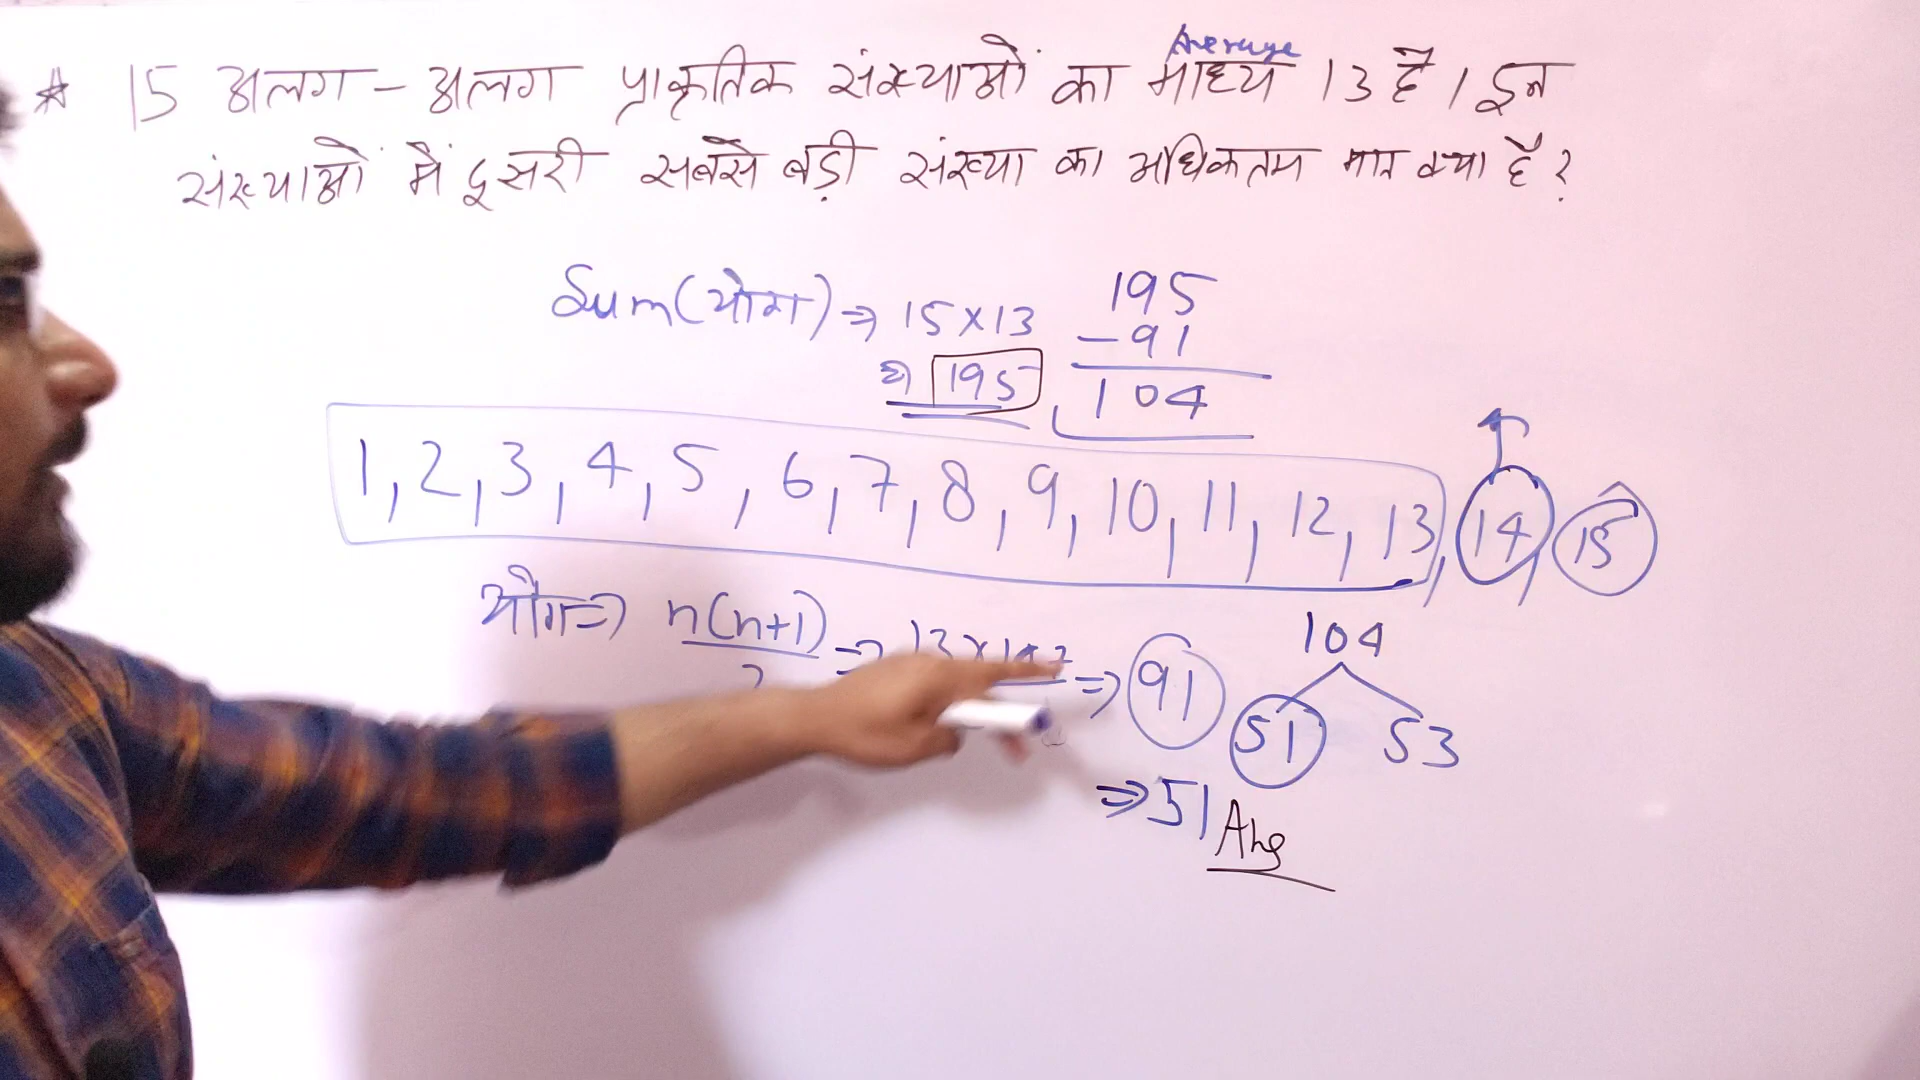 ★ 15 अलग - अलग प्राकृतिक संख्याओं का माध्य 13 है । इन
Average
संख्याओं में दूसरी सबसे बड़ी संख्या का अधिकतम मान क्या है ?
Sum(योग) ⇒ 15 × 13
⇒ 195
195
- 91
104
1, 2, 3, 4, 5, 6, 7, 8, 9, 10, 11, 12, 13, 14, 15
योग ⇒ n(n+1) ⇒ 13 × ⇒ 91
104
51 53
⇒ 51 Ans